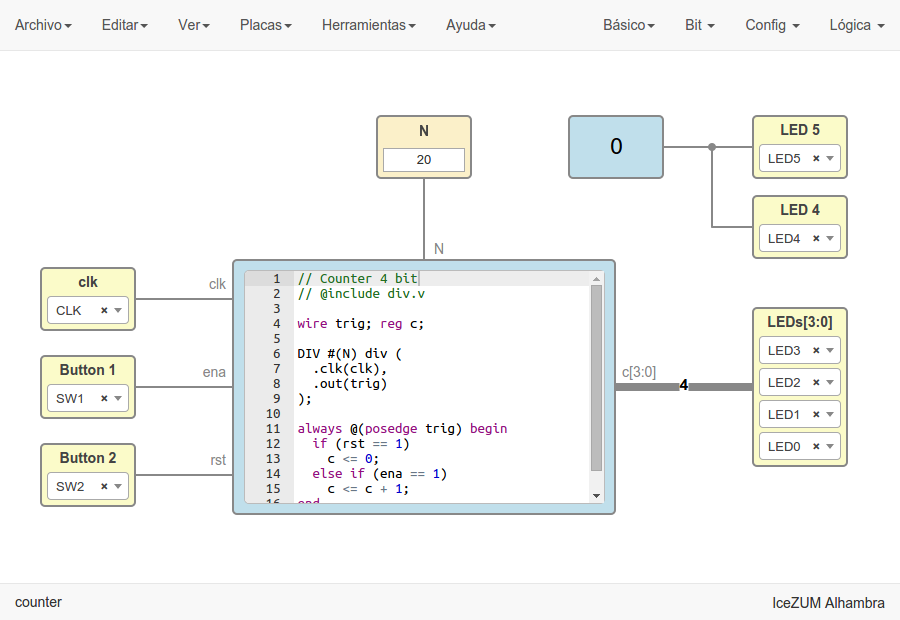 Archivo Editar Ver Placas Herramientas Ayuda Básico Bit Config Lógica
N
20
0
LED 5
LED5 ×
LED 4
LED4 ×
N
clk
CLK ×
clk
Button 1
SW1 ×
ena
Button 2
SW2 ×
rst
1 // Counter 4 bit
2 // @include div.v
3
4 wire trig; reg c;
5
6 DIV #(N) div (
7 .clk(clk),
8 .out(trig)
9 );
10
11 always @(posedge trig) begin
12 if (rst == 1)
13 c <= 0;
14 else if (ena == 1)
15 c <= c + 1;
16 end
c[3:0]
4
LEDs[3:0]
LED3 ×
LED2 ×
LED1 ×
LED0 ×
counter
IceZUM Alhambra